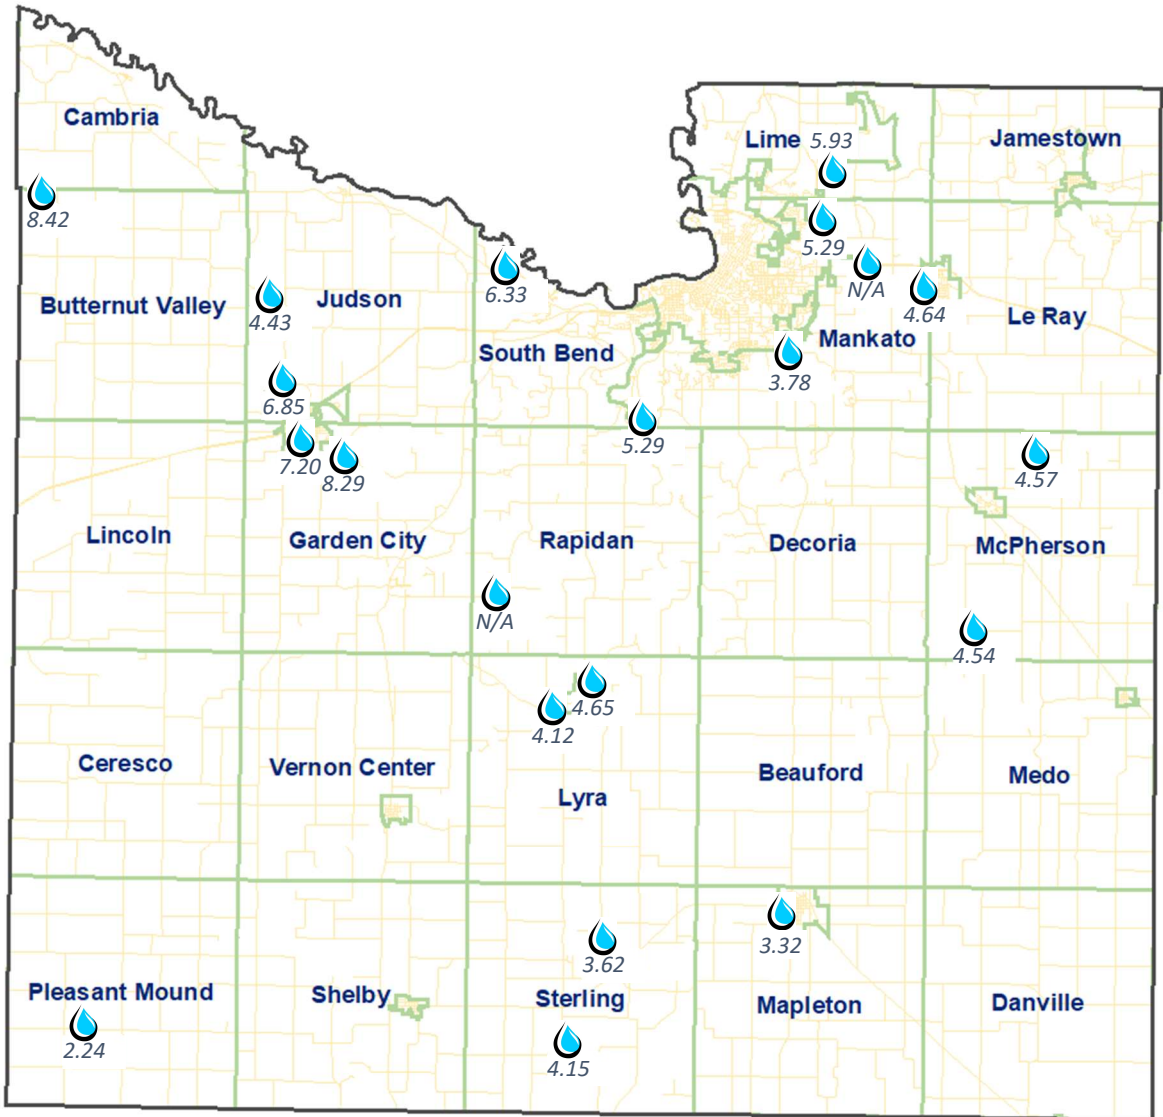 Cambria
Lime 5.93
Jamestown
8.42
5.29
Butternut Valley
4.43
Judson
6.33
N/A
4.64
Le Ray
South Bend
Mankato
3.78
6.85
5.29
7.20
8.29
4.57
Lincoln
Garden City
Rapidan
Decoria
McPherson
N/A
4.54
4.65
4.12
Ceresco
Vernon Center
Lyra
Beauford
Medo
3.62
3.32
Pleasant Mound
Shelby
Sterling
Mapleton
Danville
2.24
4.15